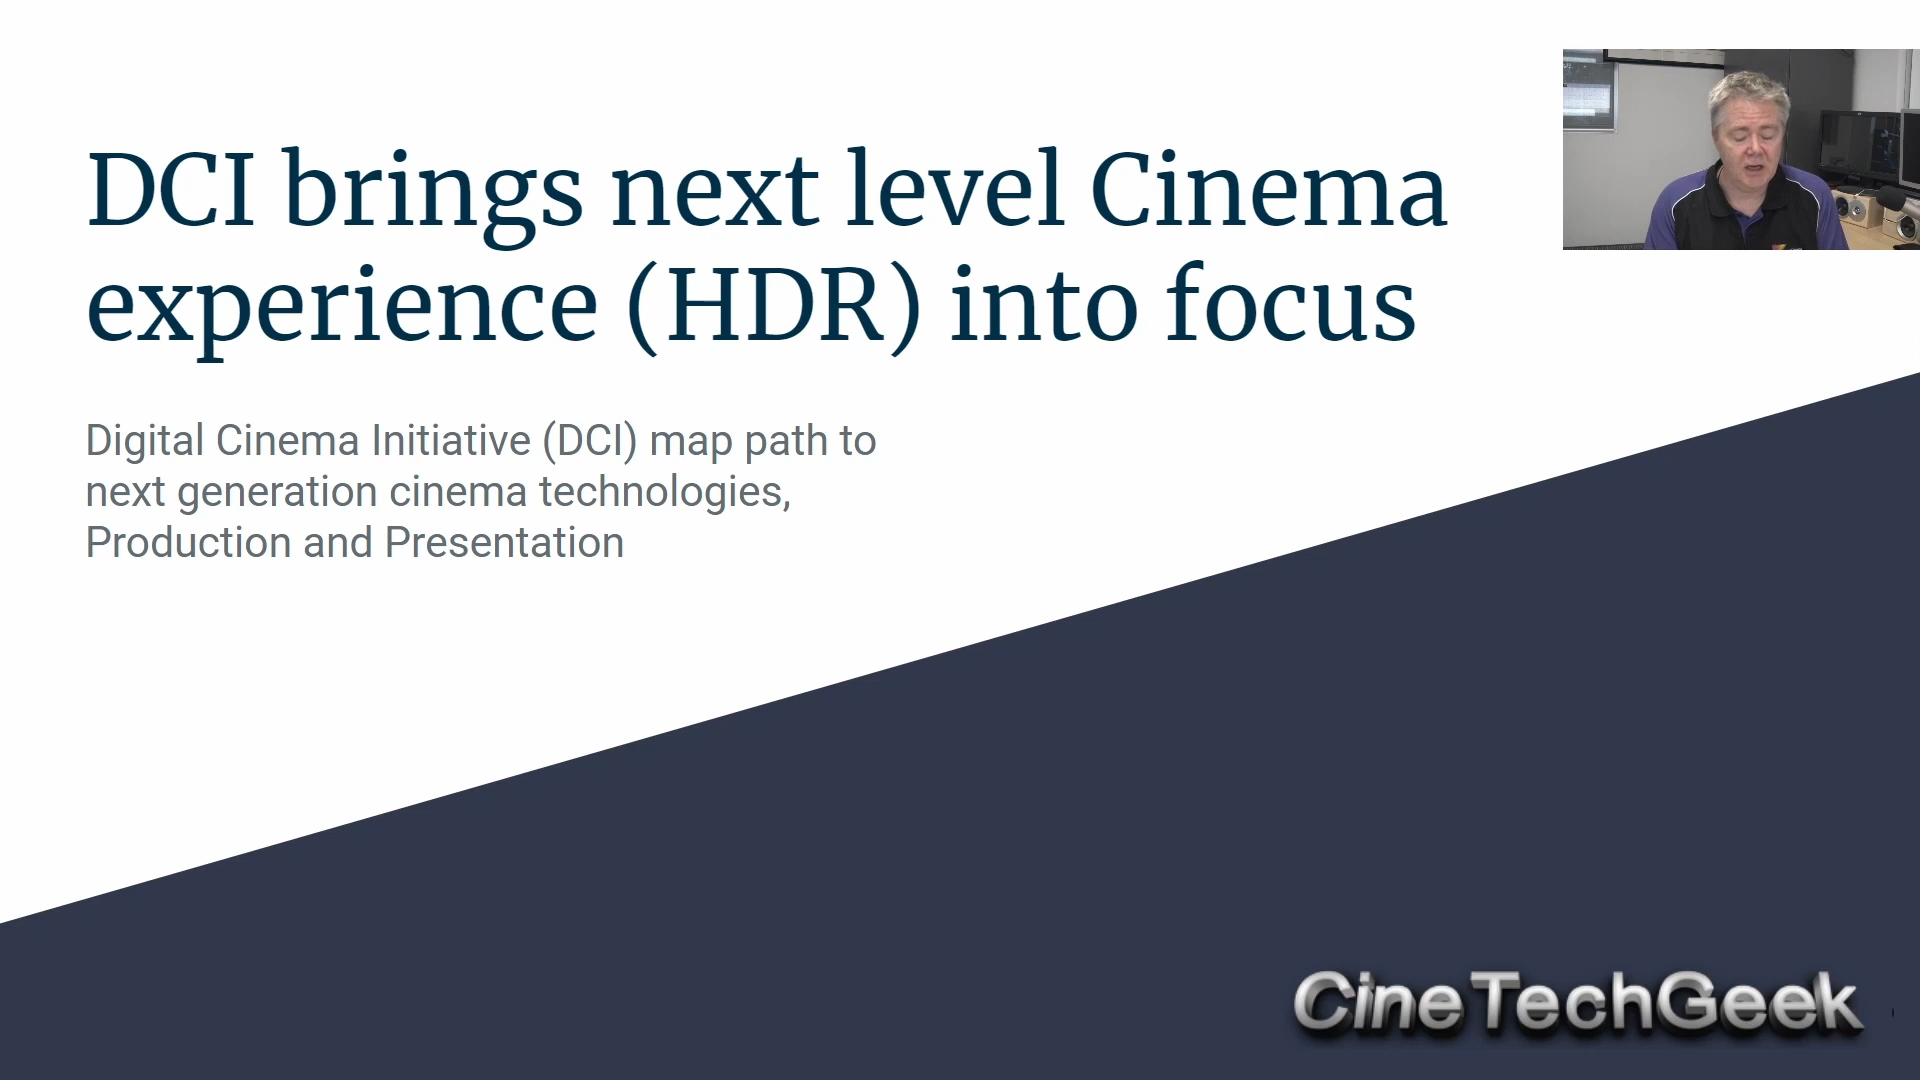 DCI brings next level Cinema
experience (HDR) into focus
Digital Cinema Initiative (DCI) map path to
next generation cinema technologies,
Production and Presentation
CineTechGeek